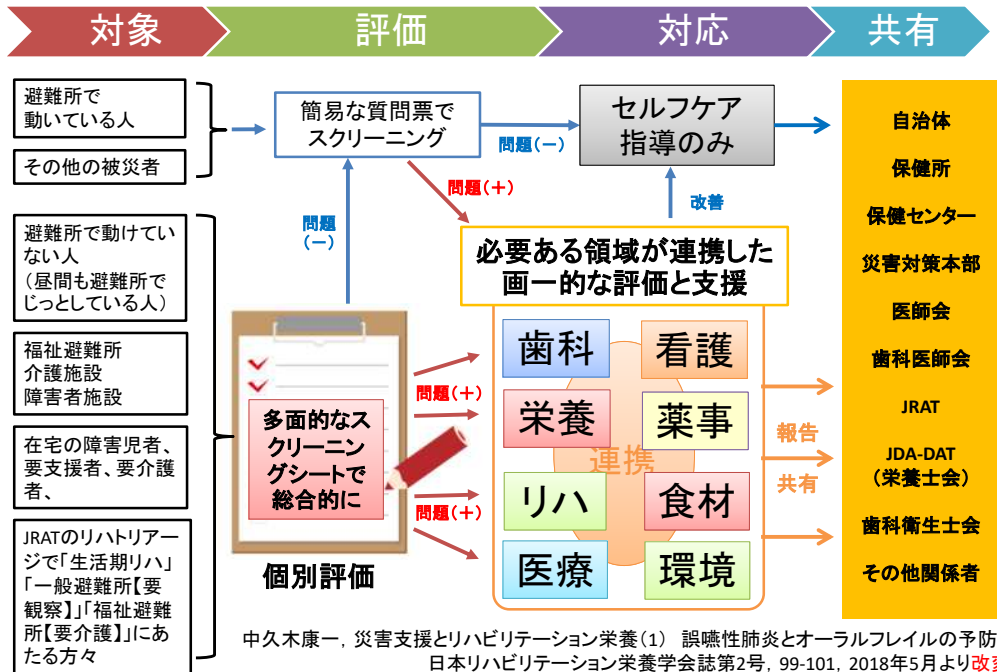 対象
評価
対応
共有
避難所で
動いている人
その他の被災者
簡易な質問票で
スクリーニング
問題(－)
セルフケア
指導のみ
問題(＋)
問題
(－)
改善
避難所で動けてい
ない人
（昼間も避難所で
じっとしている人）
福祉避難所
介護施設
障害者施設
在宅の障害児者、
要支援者、要介護
者、
JRATのリハトリアー
ジで「生活期リハ」
「一般避難所【要
観察】」「福祉避難
所【要介護】」にあ
たる方々
多面的なス
クリーニン
グシートで
総合的に
個別評価
問題(＋)
問題(＋)
必要ある領域が連携した
画一的な評価と支援
歯科
看護
栄養
薬事
連携
リハ
食材
医療
環境
報告
共有
自治体
保健所
保健センター
災害対策本部
医師会
歯科医師会
JRAT
JDA-DAT
（栄養士会）
歯科衛生士会
その他関係者
中久木康一，災害支援とリハビリテーション栄養（1）　誤嚥性肺炎とオーラルフレイルの予防
日本リハビリテーション栄養学会誌第2号，99-101，2018年5月より改変